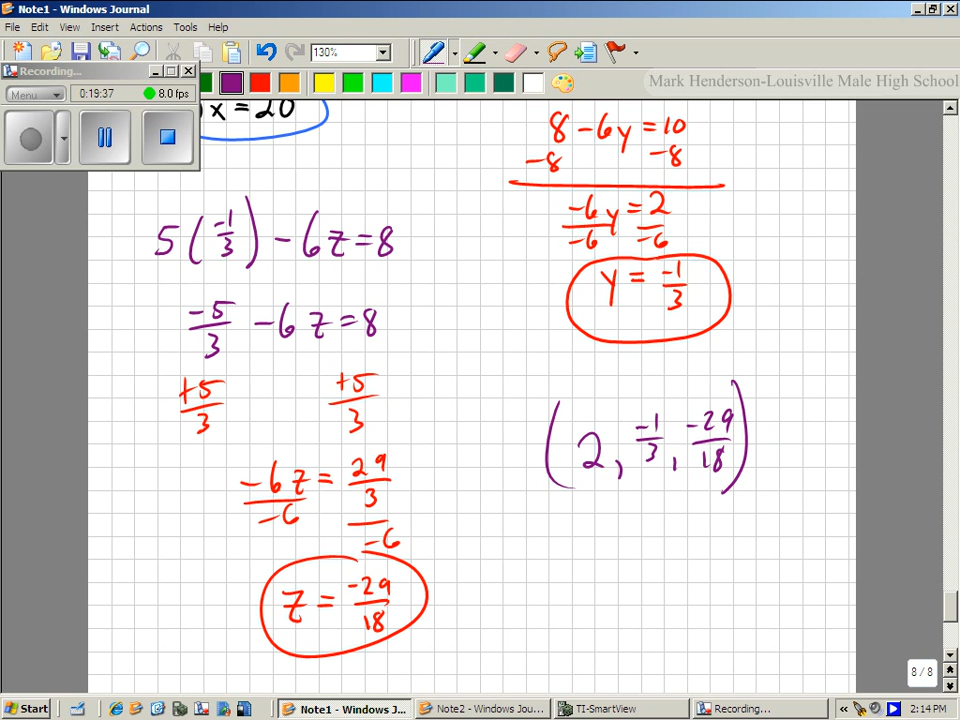 Note1 - Windows Journal
File Edit View Insert Actions Tools Help
130%
Recording...
Menu 0:19:37 8.0 fps
Mark Henderson-Louisville Male High School
x = 20
8 - 6y = 10
-8 -8
-6y = 2
-6 -6
y = -1/3
5(-1/3) - 6z = 8
-5/3 - 6z = 8
+5/3 +5/3
-6z = 29/3
-6 -6
z = -29/18
(2, -1/3, -29/18)
8 / 8
Start Note1 - Windows J... Note2 - Windows Jou... TI-SmartView Recording... « 2:14 PM